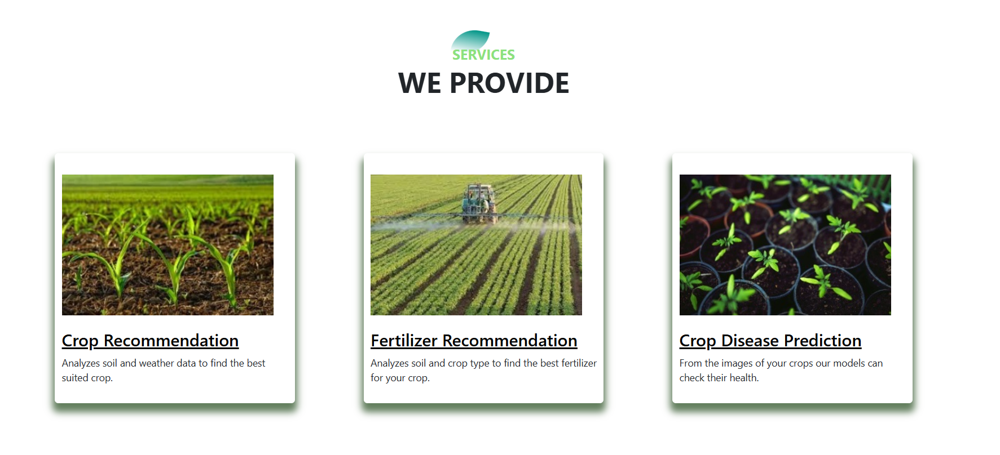 SERVICES
WE PROVIDE
Crop Recommendation
Analyzes soil and weather data to find the best
suited crop.
Fertilizer Recommendation
Analyzes soil and crop type to find the best fertilizer
for your crop.
Crop Disease Prediction
From the images of your crops our models can
check their health.